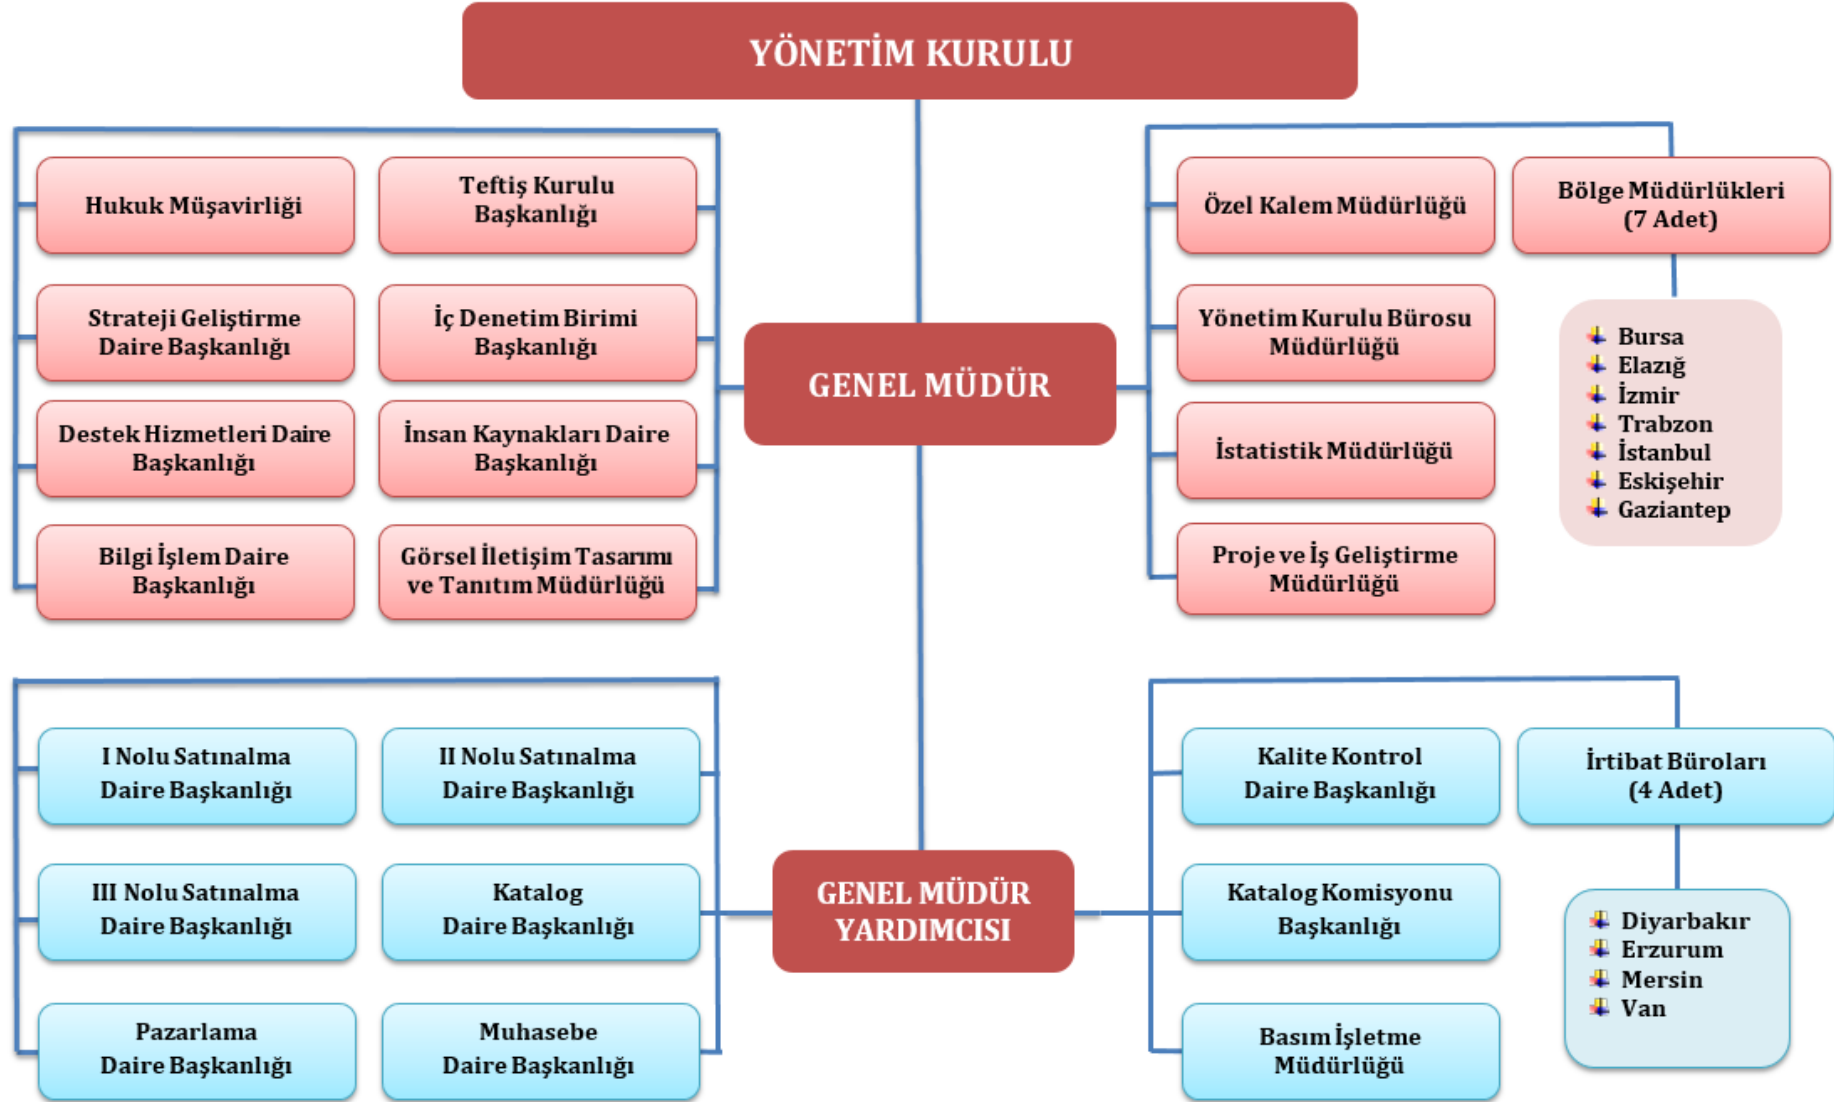 YÖNETİM KURULU
Hukuk Müşavirliği
Teftiş Kurulu
Başkanlığı
Strateji Geliştirme
Daire Başkanlığı
İç Denetim Birimi
Başkanlığı
Destek Hizmetleri Daire
Başkanlığı
İnsan Kaynakları Daire
Başkanlığı
Bilgi İşlem Daire
Başkanlığı
Görsel İletişim Tasarımı
ve Tanıtım Müdürlüğü
GENEL MÜDÜR
Özel Kalem Müdürlüğü
Bölge Müdürlükleri
(7 Adet)
Yönetim Kurulu Bürosu
Müdürlüğü
İstatistik Müdürlüğü
Proje ve İş Geliştirme
Müdürlüğü
Bursa
Elazığ
İzmir
Trabzon
İstanbul
Eskişehir
Gaziantep
I Nolu Satınalma
Daire Başkanlığı
II Nolu Satınalma
Daire Başkanlığı
III Nolu Satınalma
Daire Başkanlığı
Katalog
Daire Başkanlığı
Pazarlama
Daire Başkanlığı
Muhasebe
Daire Başkanlığı
GENEL MÜDÜR
YARDIMCISI
Kalite Kontrol
Daire Başkanlığı
İrtibat Büroları
(4 Adet)
Katalog Komisyonu
Başkanlığı
Basım İşletme
Müdürlüğü
Diyarbakır
Erzurum
Mersin
Van